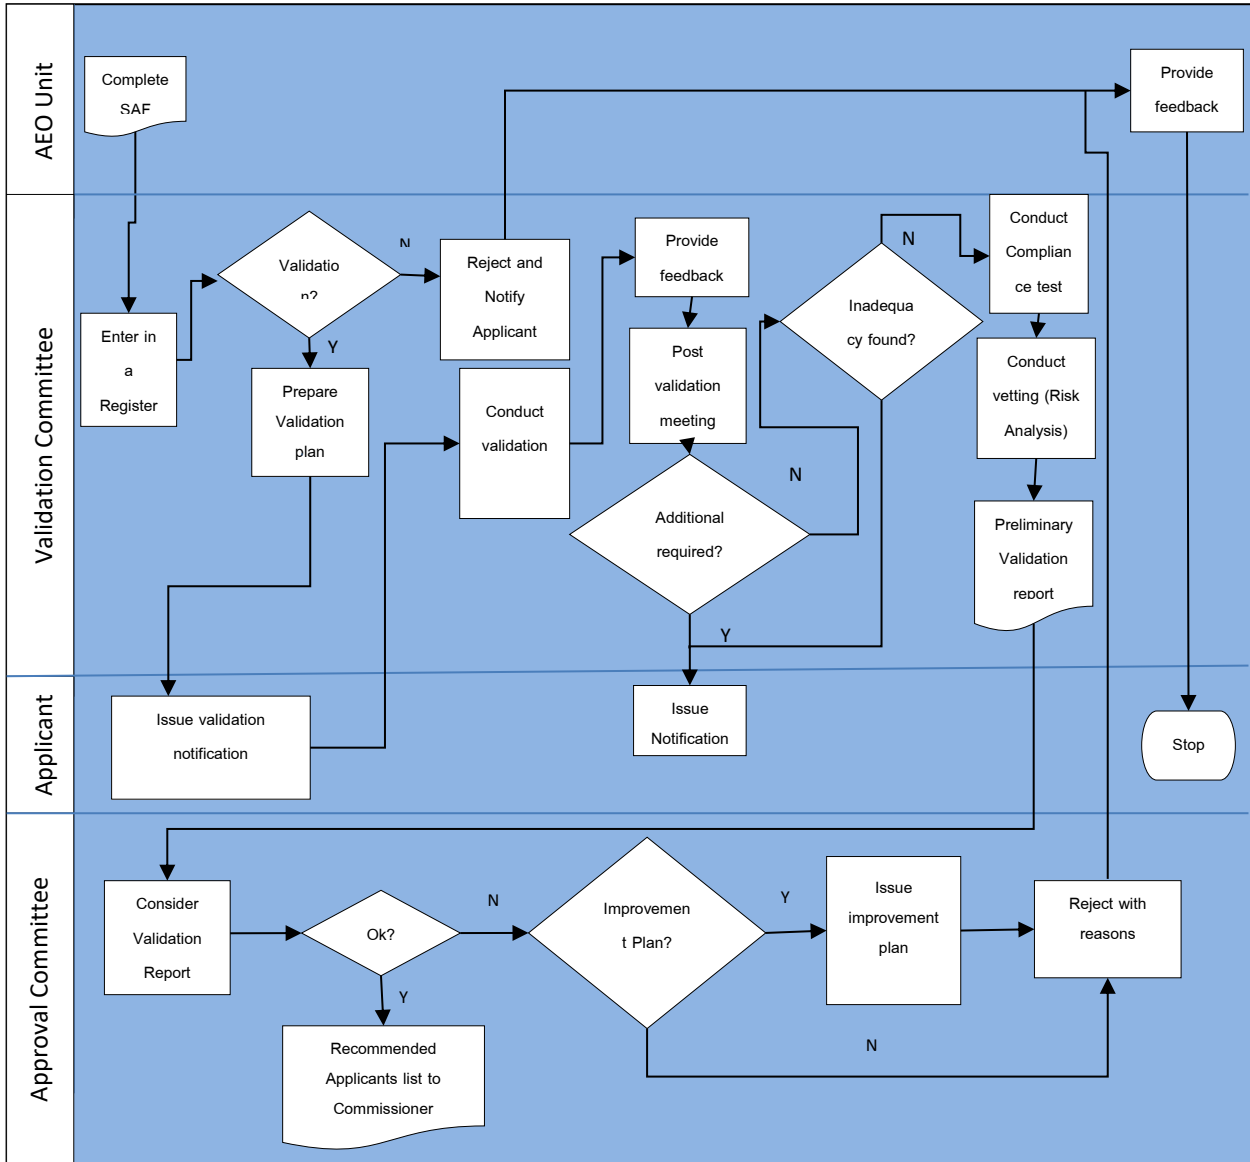 AEO Unit
Complete
SAF
Provide
feedback
Validation Committee
Enter in
a
Register
Validatio
n?
N
Y
Reject and
Notify
Applicant
Prepare
Validation
plan
Conduct
validation
Provide
feedback
Post
validation
meeting
Additional
required?
N
Y
Inadequa
cy found?
N
Conduct
Complian
ce test
Conduct
vetting (Risk
Analysis)
Preliminary
Validation
report
Applicant
Issue validation
notification
Issue
Notification
Stop
Approval Committee
Consider
Validation
Report
Ok?
N
Y
Recommended
Applicants list to
Commissioner
Improvemen
t Plan?
Y
N
Issue
improvement
plan
Reject with
reasons